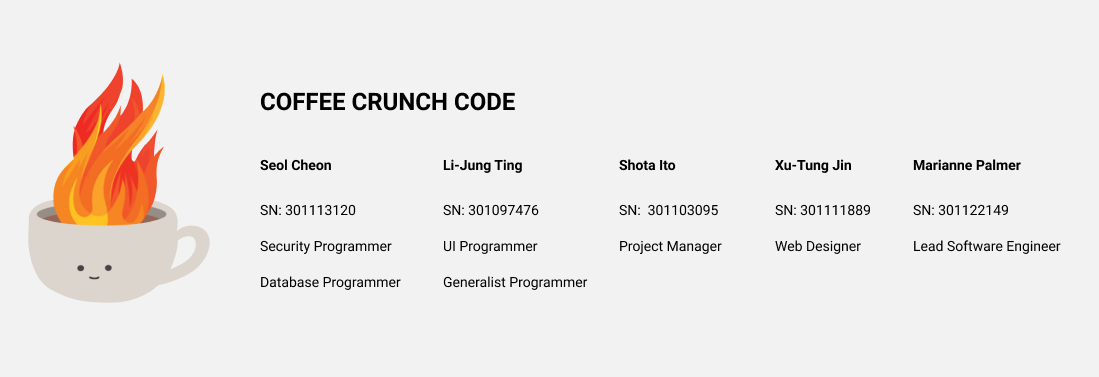 COFFEE CRUNCH CODE
Seol Cheon
SN: 301113120
Security Programmer
Database Programmer
Li-Jung Ting
SN: 301097476
UI Programmer
Generalist Programmer
Shota Ito
SN:  301103095
Project Manager
Xu-Tung Jin
SN: 301111889
Web Designer
Marianne Palmer
SN: 301122149
Lead Software Engineer